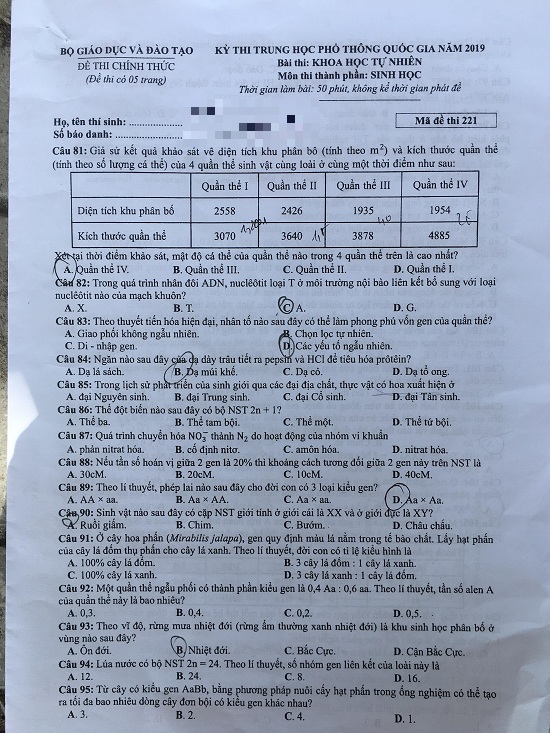 BỘ GIÁO DỤC VÀ ĐÀO TẠO
ĐỀ THI CHÍNH THỨC
(Đề thi có 05 trang)
KỲ THI TRUNG HỌC PHỔ THÔNG QUỐC GIA NĂM 2019
Bài thi: KHOA HỌC TỰ NHIÊN
Môn thi thành phần: SINH HỌC
Thời gian làm bài: 50 phút, không kể thời gian phát đề
Họ, tên thí sinh:
Số báo danh:
Mã đề thi 221
Câu 81: Giả sử kết quả khảo sát về diện tích khu phân bố (tính theo m²) và kích thước quần thể
(tính theo số lượng cá thể) của 4 quần thể sinh vật cùng loài ở cùng một thời điểm như sau:
Quần thể I Quần thể II Quần thể III Quần thể IV
Diện tích khu phân bố 2558 2426 1935 1954
Kích thước quần thể 3070 3640 3878 4885
Xét tại thời điểm khảo sát, mật độ cá thể của quần thể nào trong 4 quần thể trên là cao nhất?
A. Quần thể IV. B. Quần thể III. C. Quần thể II. D. Quần thể I.
Câu 82: Trong quá trình nhân đôi ADN, nuclêôtit loại T ở môi trường nội bào liên kết bổ sung với loại
nuclêôtit nào của mạch khuôn?
A. X. B. T. C. A. D. G.
Câu 83: Theo thuyết tiến hóa hiện đại, nhân tố nào sau đây có thể làm phong phú vốn gen của quần thể?
A. Giao phối không ngẫu nhiên. B. Chọn lọc tự nhiên.
C. Di - nhập gen. D. Các yếu tố ngẫu nhiên.
Câu 84: Ngăn nào sau đây của dạ dày trâu tiết ra pepsin và HCl để tiêu hóa prôtêin?
A. Dạ lá sách. B. Dạ múi khế. C. Dạ cỏ. D. Dạ tổ ong.
Câu 85: Trong lịch sử phát triển của sinh giới qua các đại địa chất, thực vật có hoa xuất hiện ở
A. đại Nguyên sinh. B. đại Trung sinh. C. đại Cổ sinh. D. đại Tân sinh.
Câu 86: Thể đột biến nào sau đây có bộ NST 2n + 1?
A. Thể ba. B. Thể tam bội. C. Thể một. D. Thể tứ bội.
Câu 87: Quá trình chuyển hóa NO₃⁻ thành N₂ do hoạt động của nhóm vi khuẩn
A. phản nitrat hóa. B. cố định nitơ. C. amôn hóa. D. nitrat hóa.
Câu 88: Nếu tần số hoán vị giữa 2 gen là 20% thì khoảng cách tương đối giữa 2 gen này trên NST là
A. 30cM. B. 20cM. C. 10cM. D. 40cM.
Câu 89: Theo lí thuyết, phép lai nào sau đây cho đời con có 3 loại kiểu gen?
A. AA × aa. B. Aa × AA. C. Aa × aa. D. Aa × Aa.
Câu 90: Sinh vật nào sau đây có cặp NST giới tính ở giới cái là XX và ở giới đực là XY?
A. Ruồi giấm. B. Chim. C. Bướm. D. Châu chấu.
Câu 91: Ở cây hoa phấn (Mirabilis jalapa), gen quy định màu lá nằm trong tế bào chất. Lấy hạt phấn
của cây lá đốm thụ phấn cho cây lá xanh. Theo lí thuyết, đời con có tỉ lệ kiểu hình là
A. 100% cây lá đốm. B. 3 cây lá đốm : 1 cây lá xanh.
C. 100% cây lá xanh. D. 3 cây lá xanh : 1 cây lá đốm.
Câu 92: Một quần thể ngẫu phối có thành phần kiểu gen là 0,4 Aa : 0,6 aa. Theo lí thuyết, tần số alen A
của quần thể này là bao nhiêu?
A. 0,3. B. 0,4. C. 0,2. D. 0,5.
Câu 93: Theo vĩ độ, rừng mưa nhiệt đới (rừng ẩm thường xanh nhiệt đới) là khu sinh học phân bố ở
vùng nào sau đây?
A. Ôn đới. B. Nhiệt đới. C. Bắc Cực. D. Cận Bắc Cực.
Câu 94: Lúa nước có bộ NST 2n = 24. Theo lí thuyết, số nhóm gen liên kết của loài này là
A. 12. B. 24. C. 8. D. 16.
Câu 95: Từ cây có kiểu gen AaBb, bằng phương pháp nuôi cấy hạt phấn trong ống nghiệm có thể tạo
ra tối đa bao nhiêu dòng cây đơn bội có kiểu gen khác nhau?
A. 3. B. 2. C. 4. D. 1.